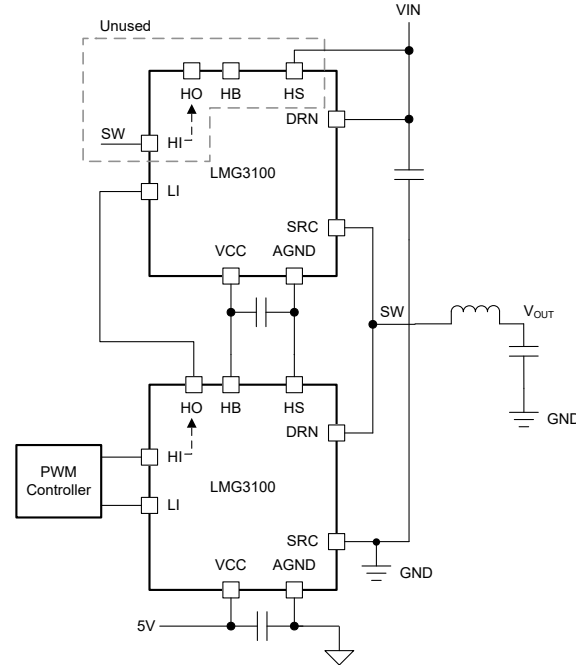 Unused
VIN
HO
HB
HS
DRN
SW
HI
LMG3100
LI
SRC
VCC
AGND
SW
VOUT
GND
HO
HB
HS
DRN
PWM
Controller
HI
LMG3100
LI
SRC
VCC
AGND
GND
5V